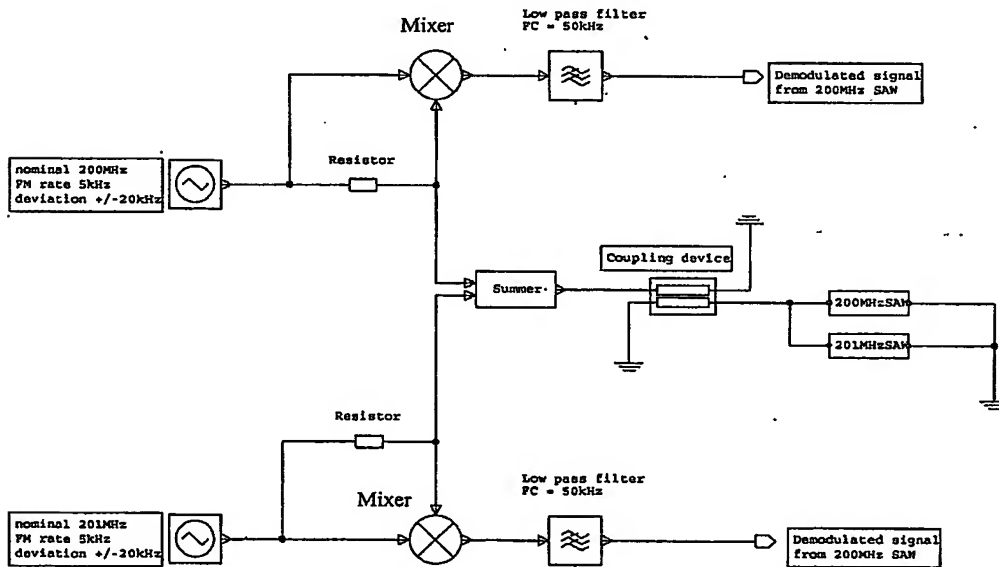 Mixer
Low pass filter
FC = 50kHz
Demodulated signal
from 200MHz SAW
Resistor
nominal 200MHz
FM rate 5kHz
deviation +/-20kHz
Coupling device
Summer
200MHzSAW
201MHzSAW
Resistor
Low pass filter
FC = 50kHz
Mixer
nominal 201MHz
FM rate 5kHz
deviation +/-20kHz
Demodulated signal
from 200MHz SAW